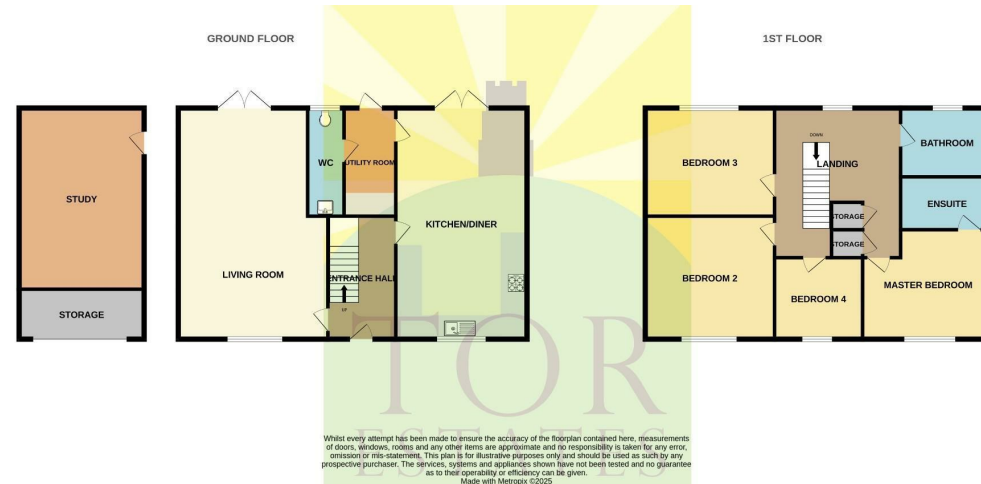 GROUND FLOOR
1ST FLOOR
STUDY
STORAGE
LIVING ROOM
WC
UTILITY ROOM
ENTRANCE HALL
UP
KITCHEN/DINER
BEDROOM 3
BEDROOM 2
DOWN
LANDING
STORAGE
STORAGE
BATHROOM
ENSUITE
BEDROOM 4
MASTER BEDROOM
TOR
ESTATES
Whilst every attempt has been made to ensure the accuracy of the floorplan contained here, measurements
of doors, windows, rooms and any other items are approximate and no responsibility is taken for any error,
omission or mis-statement. This plan is for illustrative purposes only and should be used as such by any
prospective purchaser. The services, systems and appliances shown have not been tested and no guarantee
as to their operability or efficiency can be given.
Made with Metropix ©2025